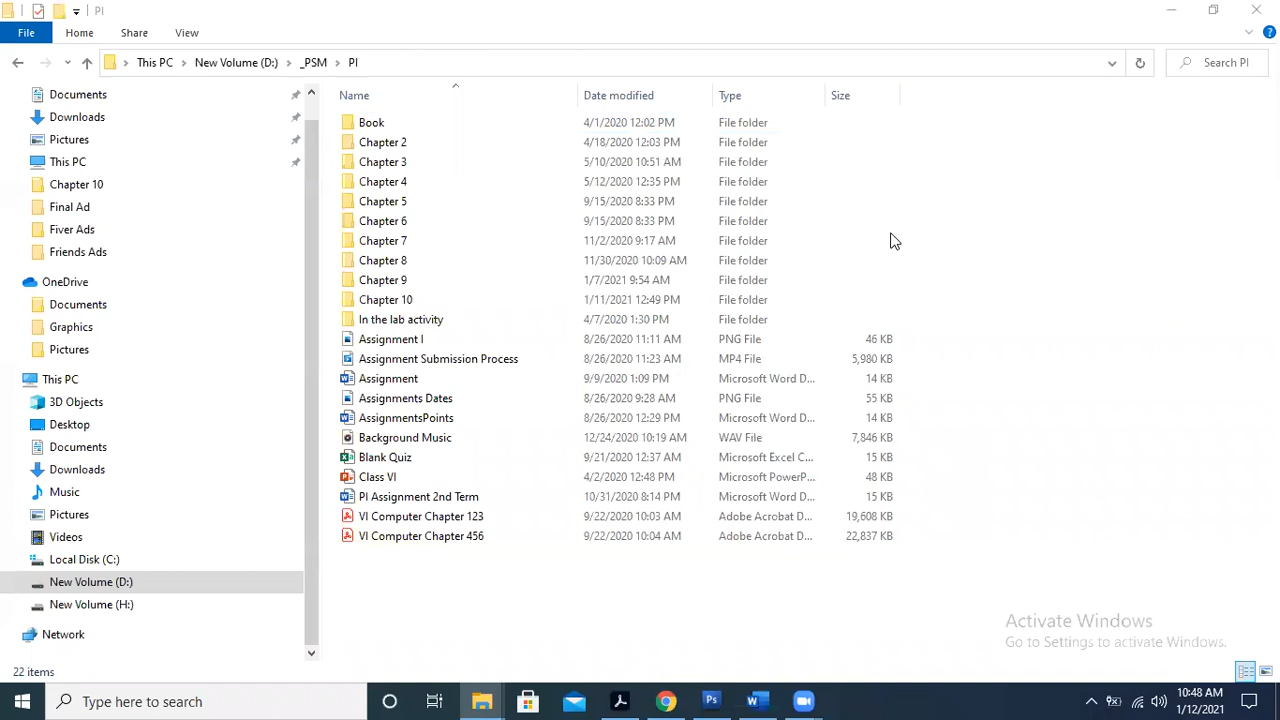 PI
File Home Share View
This PC New Volume (D:) _PSM PI Search PI
Name Date modified Type Size
Documents
Downloads
Pictures
This PC
Chapter 10
Final Ad
Fiver Ads
Friends Ads
OneDrive
Documents
Graphics
Pictures
This PC
3D Objects
Desktop
Documents
Downloads
Music
Pictures
Videos
Local Disk (C:)
New Volume (D:)
New Volume (H:)
Network
Book 4/1/2020 12:02 PM File folder
Chapter 2 4/18/2020 12:03 PM File folder
Chapter 3 5/10/2020 10:51 AM File folder
Chapter 4 5/12/2020 12:35 PM File folder
Chapter 5 9/15/2020 8:33 PM File folder
Chapter 6 9/15/2020 8:33 PM File folder
Chapter 7 11/2/2020 9:17 AM File folder
Chapter 8 11/30/2020 10:09 AM File folder
Chapter 9 1/7/2021 9:54 AM File folder
Chapter 10 1/11/2021 12:49 PM File folder
In the lab activity 4/7/2020 1:30 PM File folder
Assignment I 8/26/2020 11:11 AM PNG File 46 KB
Assignment Submission Process 8/26/2020 11:23 AM MP4 File 5,980 KB
Assignment 9/9/2020 1:09 PM Microsoft Word D... 14 KB
Assignments Dates 8/26/2020 9:28 AM PNG File 55 KB
AssignmentsPoints 8/26/2020 12:29 PM Microsoft Word D... 14 KB
Background Music 12/24/2020 10:19 AM WAV File 7,846 KB
Blank Quiz 9/21/2020 12:37 AM Microsoft Excel C... 15 KB
Class VI 4/2/2020 12:48 PM Microsoft PowerP... 48 KB
PI Assignment 2nd Term 10/31/2020 8:14 PM Microsoft Word D... 15 KB
VI Computer Chapter 123 9/22/2020 10:03 AM Adobe Acrobat D... 19,608 KB
VI Computer Chapter 456 9/22/2020 10:04 AM Adobe Acrobat D... 22,837 KB
Activate Windows
Go to Settings to activate Windows.
22 items
Type here to search
10:48 AM
1/12/2021